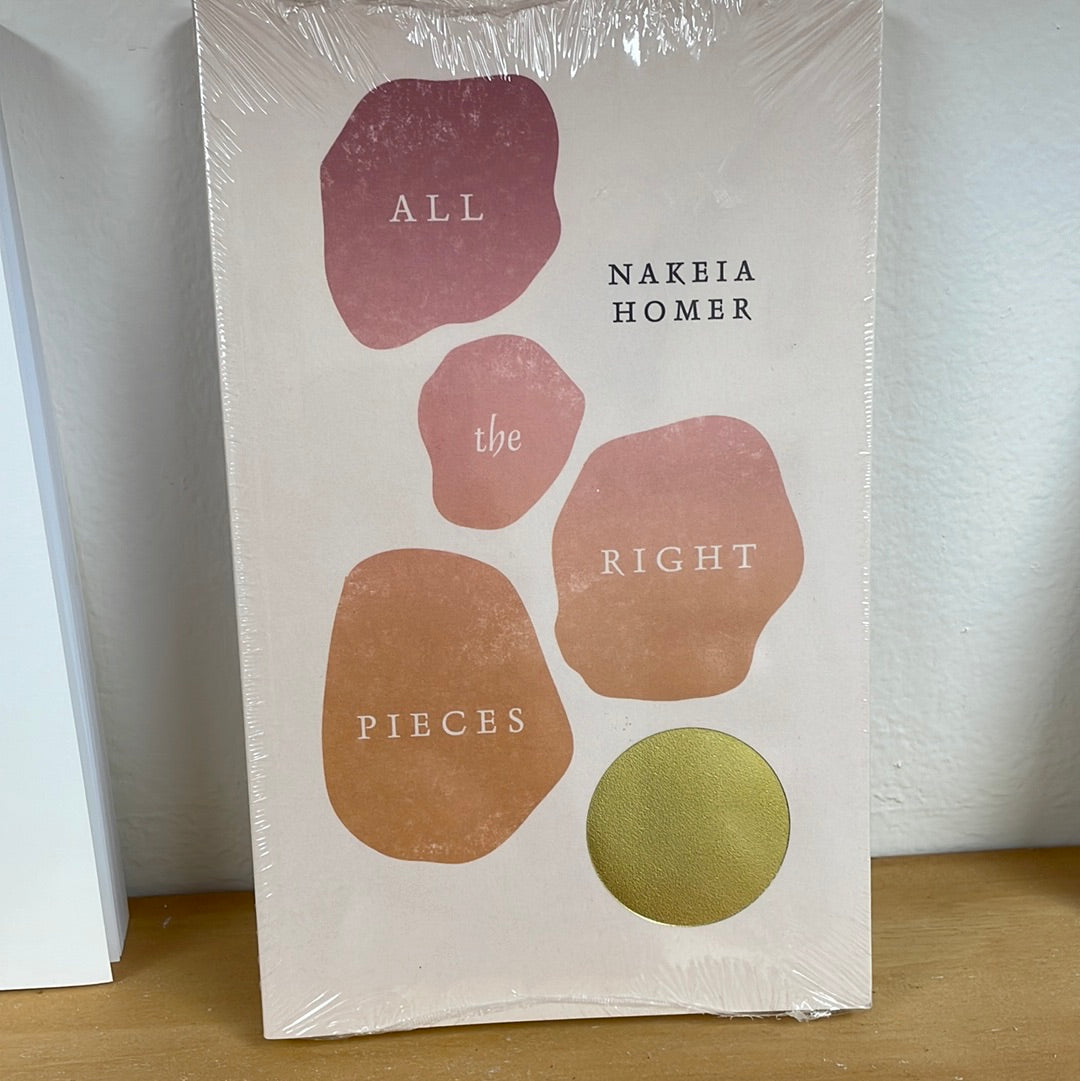 ALL
the
RIGHT
PIECES
NAKEIA
HOMER